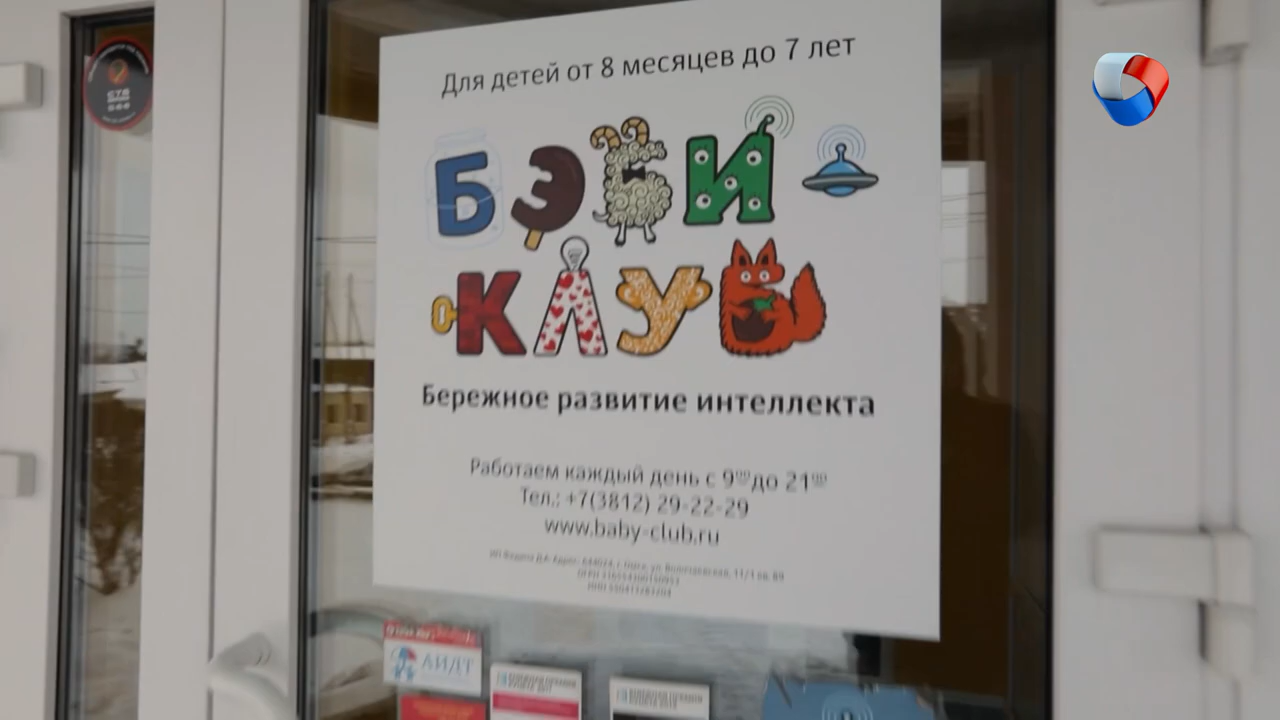 Для детей от 8 месяцев до 7 лет
БЭБИ
КЛУБ
Бережное развитие интеллекта
Работаем каждый день с 9⁰⁰ до 21⁰⁰
Тел.: +7(3812) 29-22-29
www.baby-club.ru
АИДТ